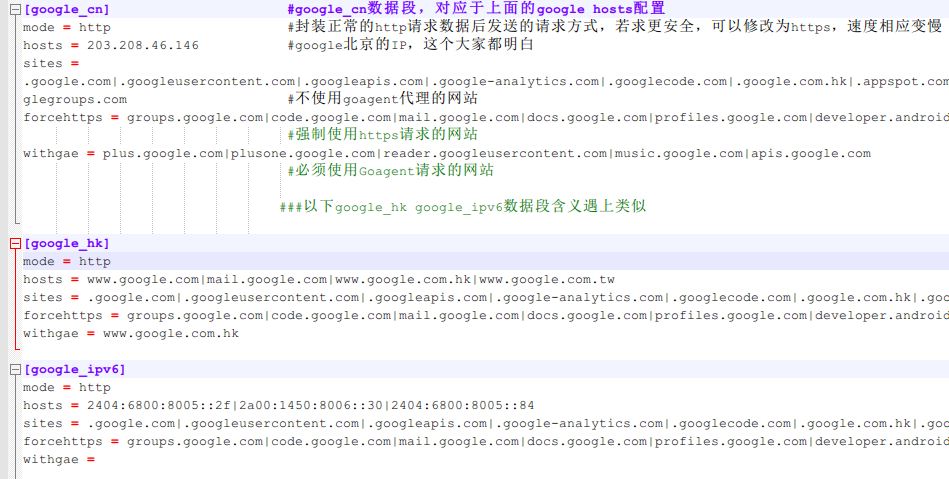 [google_cn] #google_cn数据段，对应于上面的google hosts配置
mode = http #封装正常的http请求数据后发送的请求方式，若求更安全，可以修改为https，速度相应变慢
hosts = 203.208.46.146 #google北京的IP，这个大家都明白
sites =
.google.com|.googleusercontent.com|.googleapis.com|.google-analytics.com|.googlecode.com|.google.com.hk|.appspot.com
glegroups.com #不使用goagent代理的网站
forcehttps = groups.google.com|code.google.com|mail.google.com|docs.google.com|profiles.google.com|developer.android
#强制使用https请求的网站
withgae = plus.google.com|plusone.google.com|reader.googleusercontent.com|music.google.com|apis.google.com
#必须使用Goagent请求的网站
###以下google_hk google_ipv6数据段含义遇上类似
[google_hk]
mode = http
hosts = www.google.com|mail.google.com|www.google.com.hk|www.google.com.tw
sites = .google.com|.googleusercontent.com|.googleapis.com|.google-analytics.com|.googlecode.com|.google.com.hk|.goo
forcehttps = groups.google.com|code.google.com|mail.google.com|docs.google.com|profiles.google.com|developer.android
withgae = www.google.com.hk
[google_ipv6]
mode = http
hosts = 2404:6800:8005::2f|2a00:1450:8006::30|2404:6800:8005::84
sites = .google.com|.googleusercontent.com|.googleapis.com|.google-analytics.com|.googlecode.com|.google.com.hk|.goo
forcehttps = groups.google.com|code.google.com|mail.google.com|docs.google.com|profiles.google.com|developer.android
withgae =